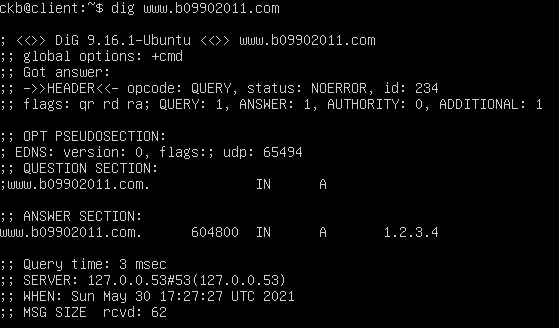 ckb@client:~$ dig www.b09902011.com
; <<>> DiG 9.16.1-Ubuntu <<>> www.b09902011.com
;; global options: +cmd
;; Got answer:
;; ->>HEADER<<- opcode: QUERY, status: NOERROR, id: 234
;; flags: qr rd ra; QUERY: 1, ANSWER: 1, AUTHORITY: 0, ADDITIONAL: 1
;; OPT PSEUDOSECTION:
; EDNS: version: 0, flags:; udp: 65494
;; QUESTION SECTION:
;www.b09902011.com. IN A
;; ANSWER SECTION:
www.b09902011.com. 604800 IN A 1.2.3.4
;; Query time: 3 msec
;; SERVER: 127.0.0.53#53(127.0.0.53)
;; WHEN: Sun May 30 17:27:27 UTC 2021
;; MSG SIZE rcvd: 62